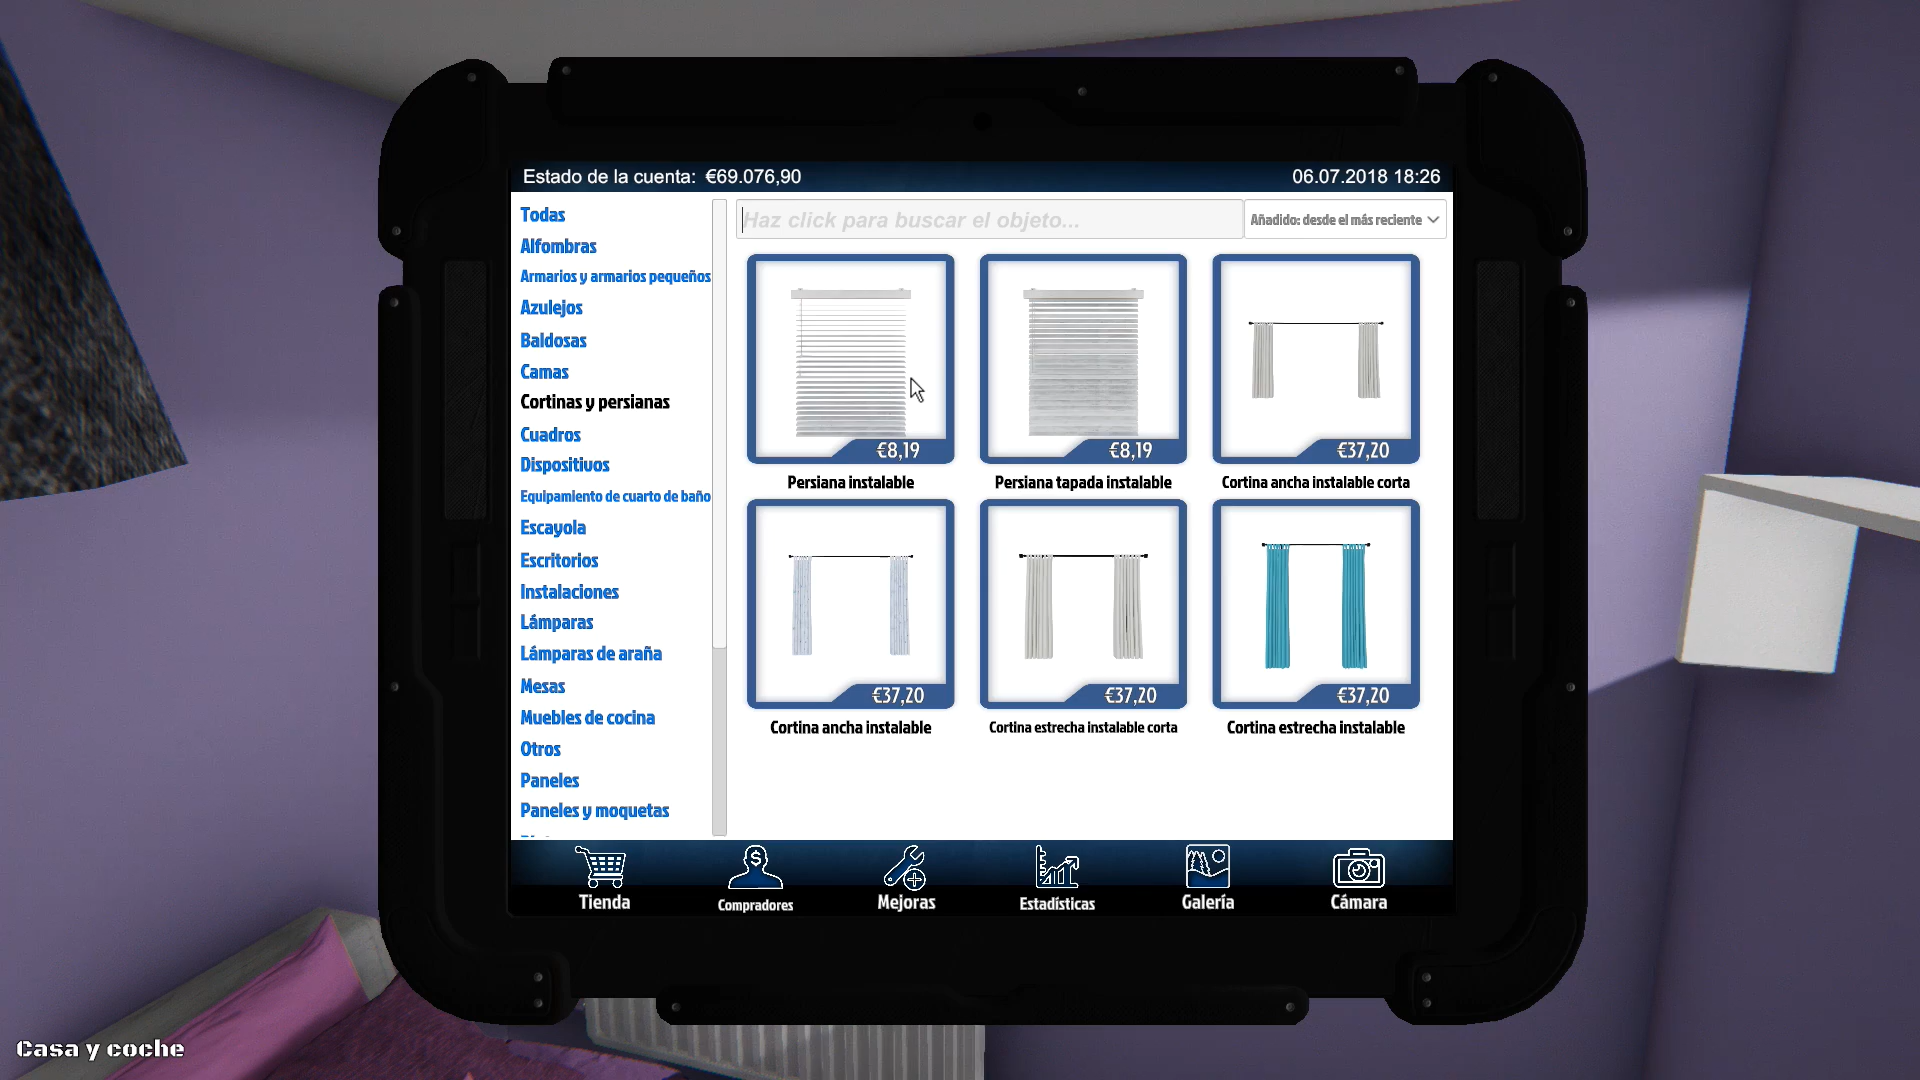 Estado de la cuenta: €69.076,90
06.07.2018 18:26
Todas
Alfombras
Armarios y armarios pequeños
Azulejos
Baldosas
Camas
Cortinas y persianas
Cuadros
Dispositivos
Equipamiento de cuarto de baño
Escayola
Escritorios
Instalaciones
Lámparas
Lámparas de araña
Mesas
Muebles de cocina
Otros
Paneles
Paneles y moquetas
Haz click para buscar el objeto...
Añadido: desde el más reciente
€8,19
Persiana instalable
€8,19
Persiana tapada instalable
€37,20
Cortina ancha instalable corta
€37,20
Cortina ancha instalable
€37,20
Cortina estrecha instalable corta
€37,20
Cortina estrecha instalable
Tienda
Compradores
Mejoras
Estadísticas
Galería
Cámara
Casa y coche